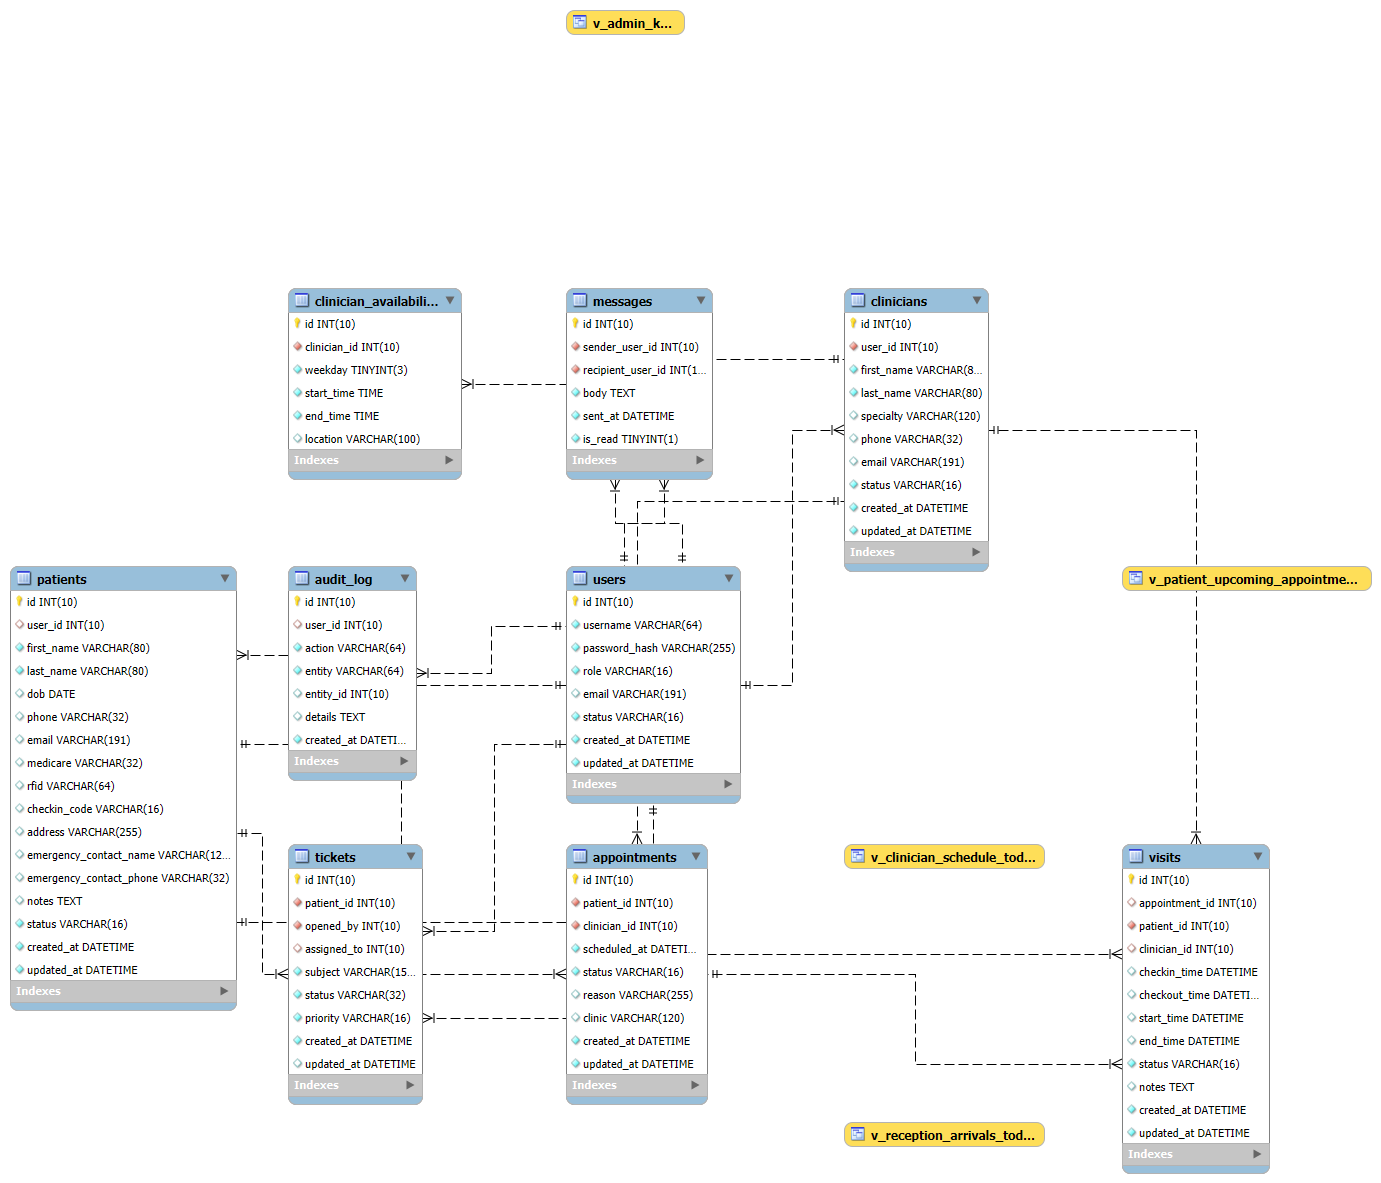 v_admin_k...
clinician_availabili...
id INT(10)
clinician_id INT(10)
weekday TINYINT(3)
start_time TIME
end_time TIME
location VARCHAR(100)
Indexes
messages
id INT(10)
sender_user_id INT(10)
recipient_user_id INT(1...
body TEXT
sent_at DATETIME
is_read TINYINT(1)
Indexes
clinicians
id INT(10)
user_id INT(10)
first_name VARCHAR(8...
last_name VARCHAR(80)
specialty VARCHAR(120)
phone VARCHAR(32)
email VARCHAR(191)
status VARCHAR(16)
created_at DATETIME
updated_at DATETIME
Indexes
patients
id INT(10)
user_id INT(10)
first_name VARCHAR(80)
last_name VARCHAR(80)
dob DATE
phone VARCHAR(32)
email VARCHAR(191)
medicare VARCHAR(32)
rfid VARCHAR(64)
checkin_code VARCHAR(16)
address VARCHAR(255)
emergency_contact_name VARCHAR(12...
emergency_contact_phone VARCHAR(32)
notes TEXT
status VARCHAR(16)
created_at DATETIME
updated_at DATETIME
Indexes
audit_log
id INT(10)
user_id INT(10)
action VARCHAR(64)
entity VARCHAR(64)
entity_id INT(10)
details TEXT
created_at DATETI...
Indexes
users
id INT(10)
username VARCHAR(64)
password_hash VARCHAR(255)
role VARCHAR(16)
email VARCHAR(191)
status VARCHAR(16)
created_at DATETIME
updated_at DATETIME
Indexes
v_patient_upcoming_appointme...
tickets
id INT(10)
patient_id INT(10)
opened_by INT(10)
assigned_to INT(10)
subject VARCHAR(15...
status VARCHAR(32)
priority VARCHAR(16)
created_at DATETIME
updated_at DATETIME
Indexes
appointments
id INT(10)
patient_id INT(10)
clinician_id INT(10)
scheduled_at DATETI...
status VARCHAR(16)
reason VARCHAR(255)
clinic VARCHAR(120)
created_at DATETIME
updated_at DATETIME
Indexes
v_clinician_schedule_tod...
visits
id INT(10)
appointment_id INT(10)
patient_id INT(10)
clinician_id INT(10)
checkin_time DATETIME
checkout_time DATETI...
start_time DATETIME
end_time DATETIME
status VARCHAR(16)
notes TEXT
created_at DATETIME
updated_at DATETIME
Indexes
v_reception_arrivals_tod...